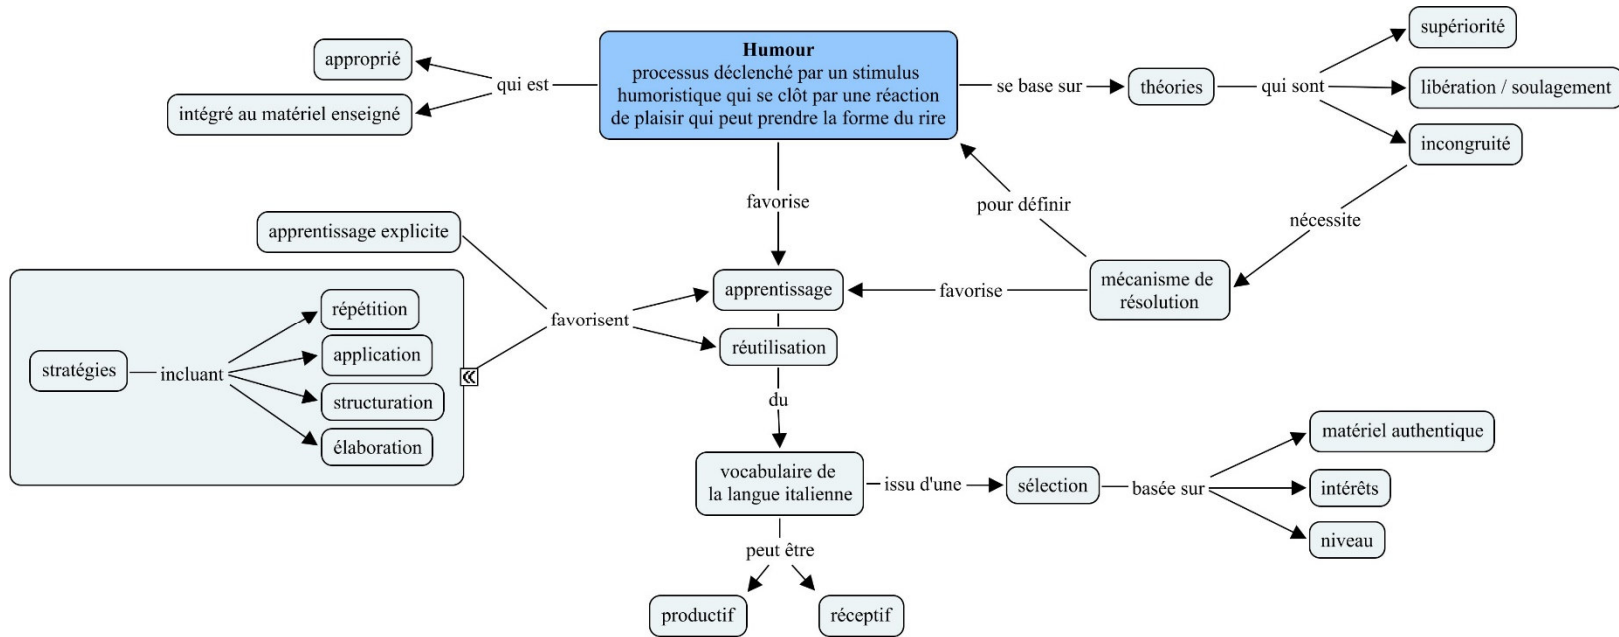 Humour
processus déclenché par un stimulus
humoristique qui se clôt par une réaction
de plaisir qui peut prendre la forme du rire
approprié
qui est
intégré au matériel enseigné
se base sur
théories
qui sont
supériorité
libération / soulagement
incongruité
favorise
pour définir
nécessite
mécanisme de
résolution
favorise
apprentissage explicite
apprentissage
réutilisation
favorisent
stratégies
incluant
répétition
application
structuration
élaboration
du
vocabulaire de
la langue italienne
issu d'une
sélection
basée sur
matériel authentique
intérêts
niveau
peut être
productif
réceptif